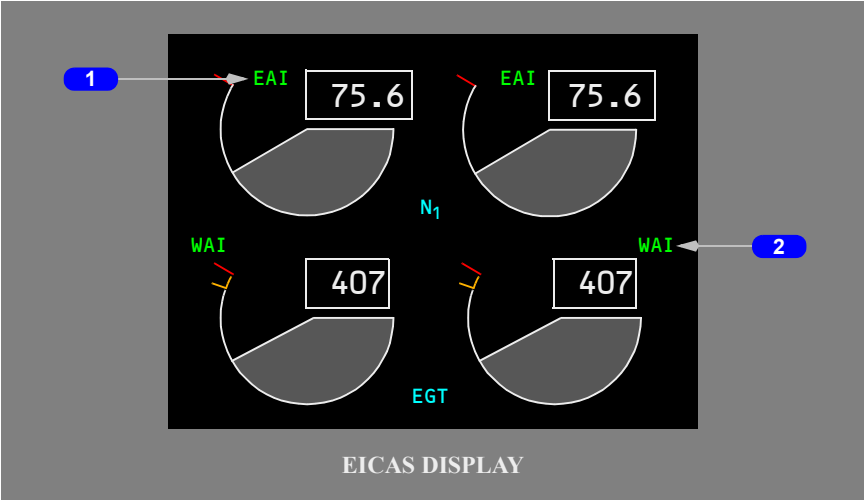 1 EAI 75.6 EAI 75.6
N1
WAI WAI 2
407 407
EGT
EICAS DISPLAY